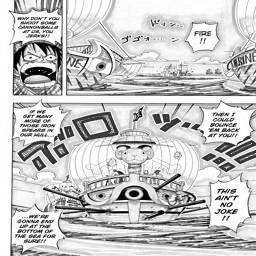 FIRE
!!
WHY DON'T YOU
SHOOT SOME
CANNONBALLS
AT US, YOU
JERKS!!
THEN I
COULD
BOUNCE
'EM BACK
AT YOU!!
THIS
AIN'T
NO
JOKE
!!
IF WE
GET MANY
MORE OF
THOSE IRON
SPEARS IN
OUR HULL...
...WE'RE
GONNA END
UP AT THE
BOTTOM OF
THE SEA FOR
SURE!!